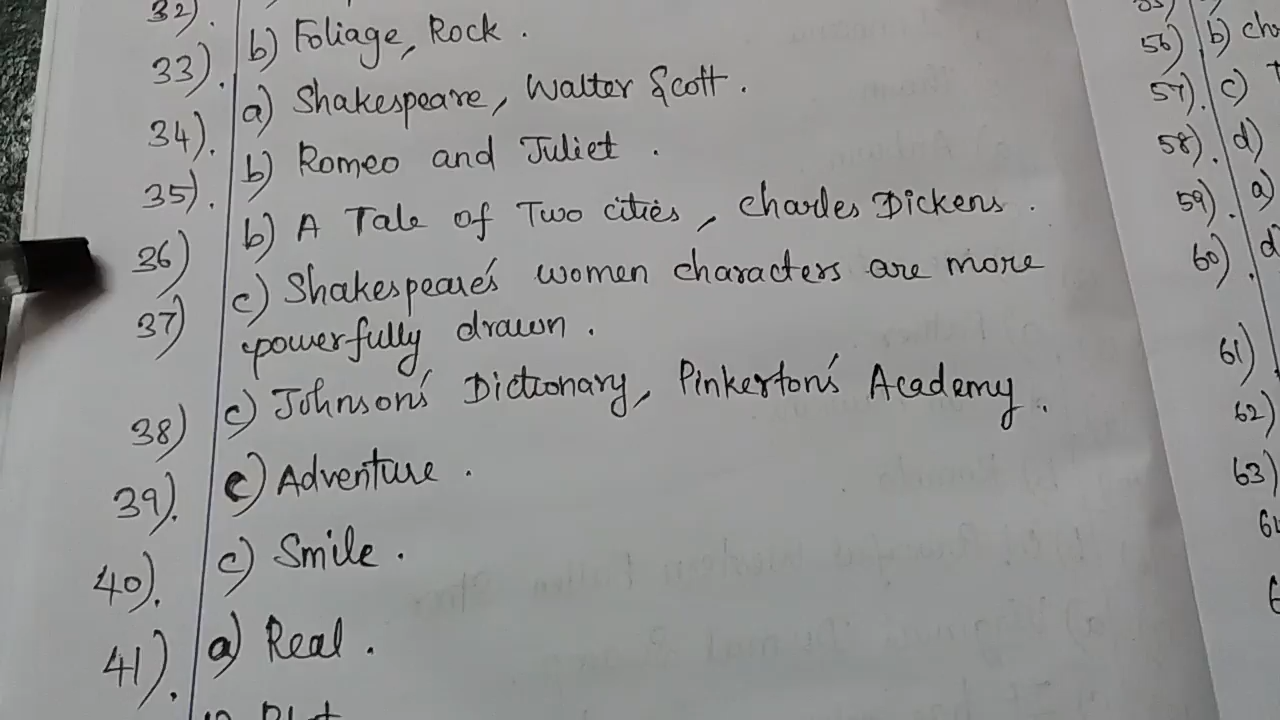 32).
33). b) Foliage, Rock.
34). a) Shakespeare, Walter Scott.
35). b) Romeo and Juliet.
36) b) A Tale of Two cities, Charles Dickens.
37) c) Shakespeare's women characters are more
powerfully drawn.
38) c) Johnson's Dictionary, Pinkerton's Academy.
39). c) Adventure.
40). c) Smile.
41). a) Real.
56) b) cho
57). c)
58). d)
59). a)
60). d
61)
62)
63)